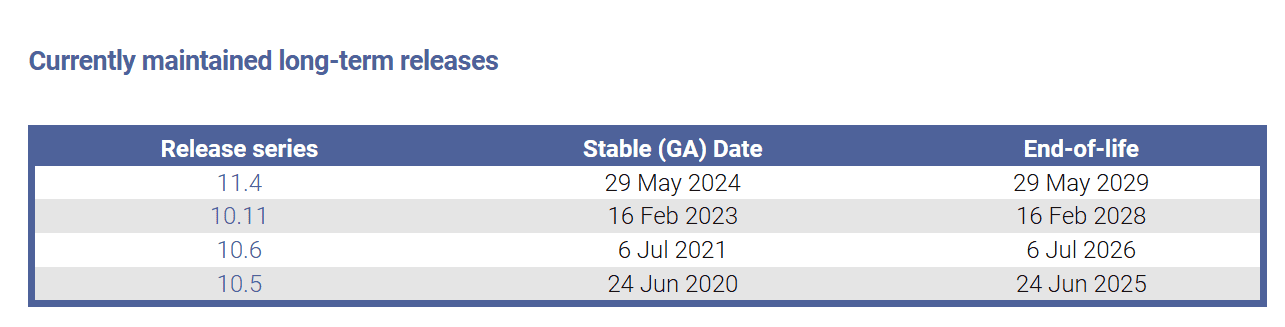 Currently maintained long-term releases
Release series Stable (GA) Date End-of-life
11.4 29 May 2024 29 May 2029
10.11 16 Feb 2023 16 Feb 2028
10.6 6 Jul 2021 6 Jul 2026
10.5 24 Jun 2020 24 Jun 2025